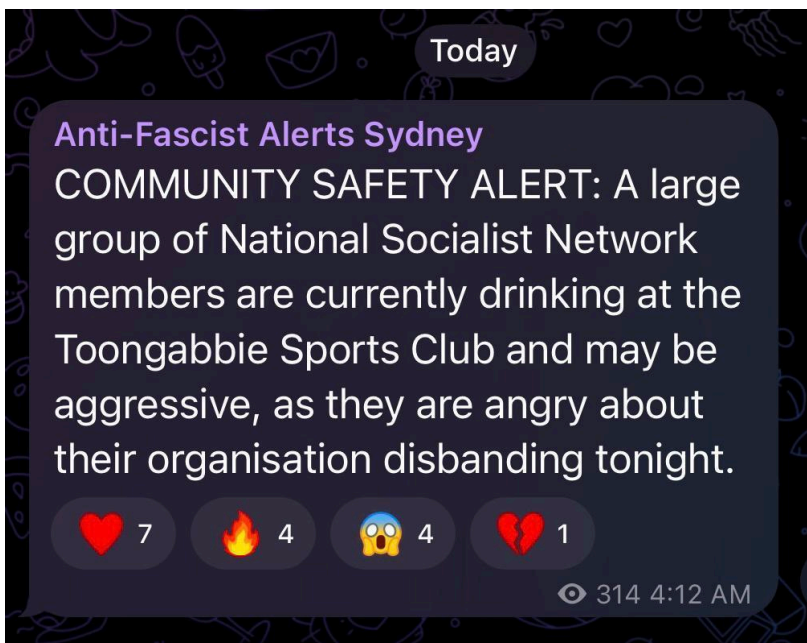 Today
Anti-Fascist Alerts Sydney
COMMUNITY SAFETY ALERT: A large
group of National Socialist Network
members are currently drinking at the
Toongabbie Sports Club and may be
aggressive, as they are angry about
their organisation disbanding tonight.
❤️ 7 🔥 4 😱 4 💔 1
314 4:12 AM